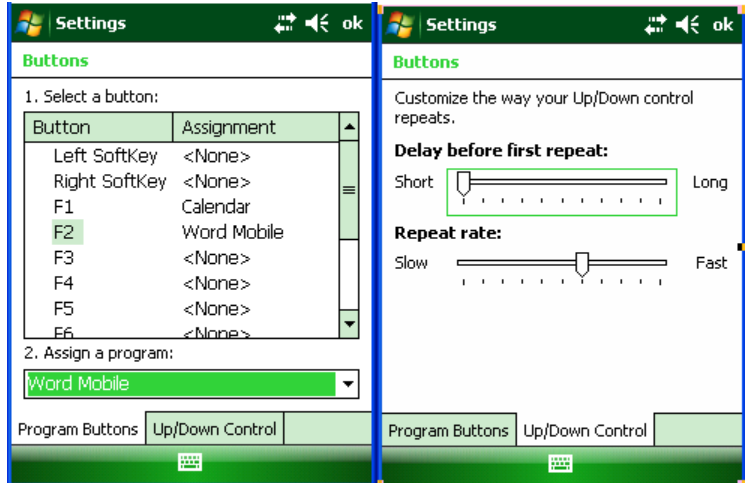 Settings ok
Buttons
1. Select a button:
Button Assignment
Left SoftKey <None>
Right SoftKey <None>
F1 Calendar
F2 Word Mobile
F3 <None>
F4 <None>
F5 <None>
F6 <None>
2. Assign a program:
Word Mobile
Program Buttons Up/Down Control
Settings ok
Buttons
Customize the way your Up/Down control
repeats.
Delay before first repeat:
Short Long
Repeat rate:
Slow Fast
Program Buttons Up/Down Control